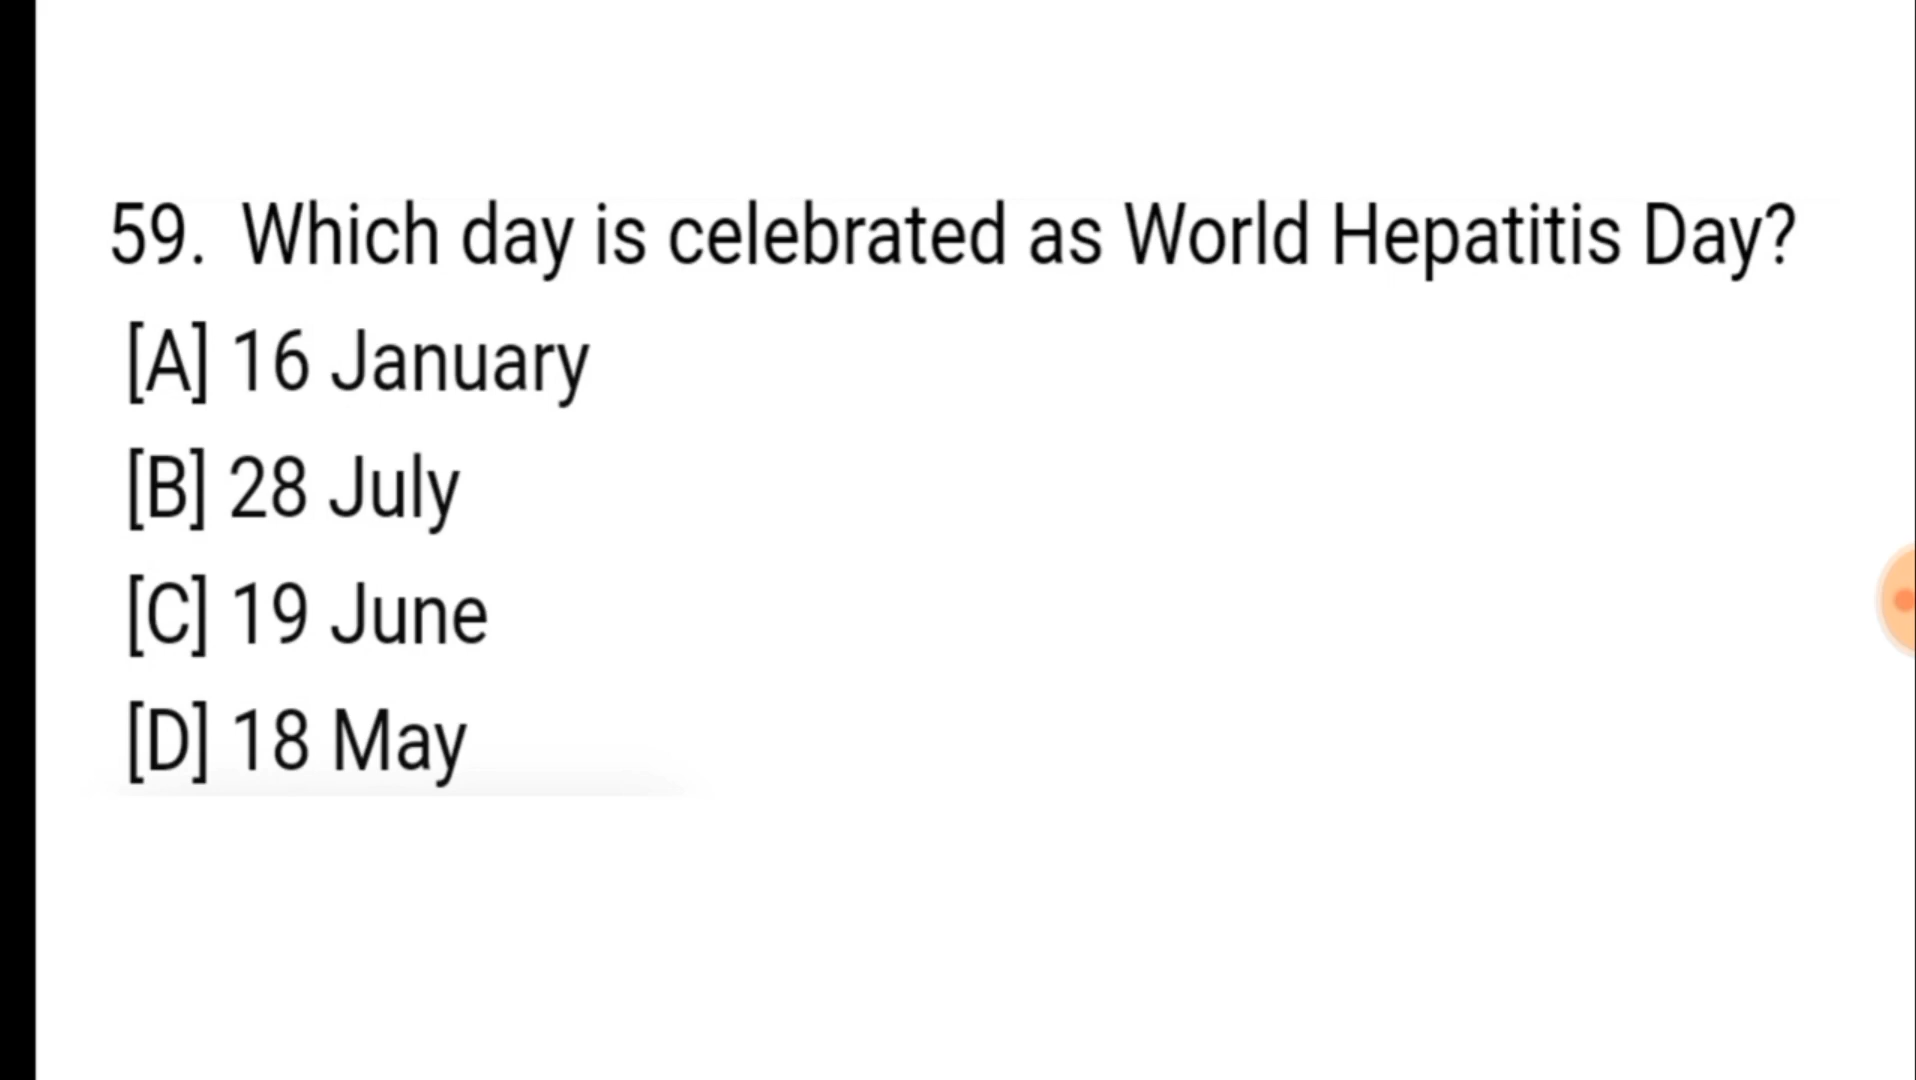 59. Which day is celebrated as World Hepatitis Day?
[A] 16 January
[B] 28 July
[C] 19 June
[D] 18 May